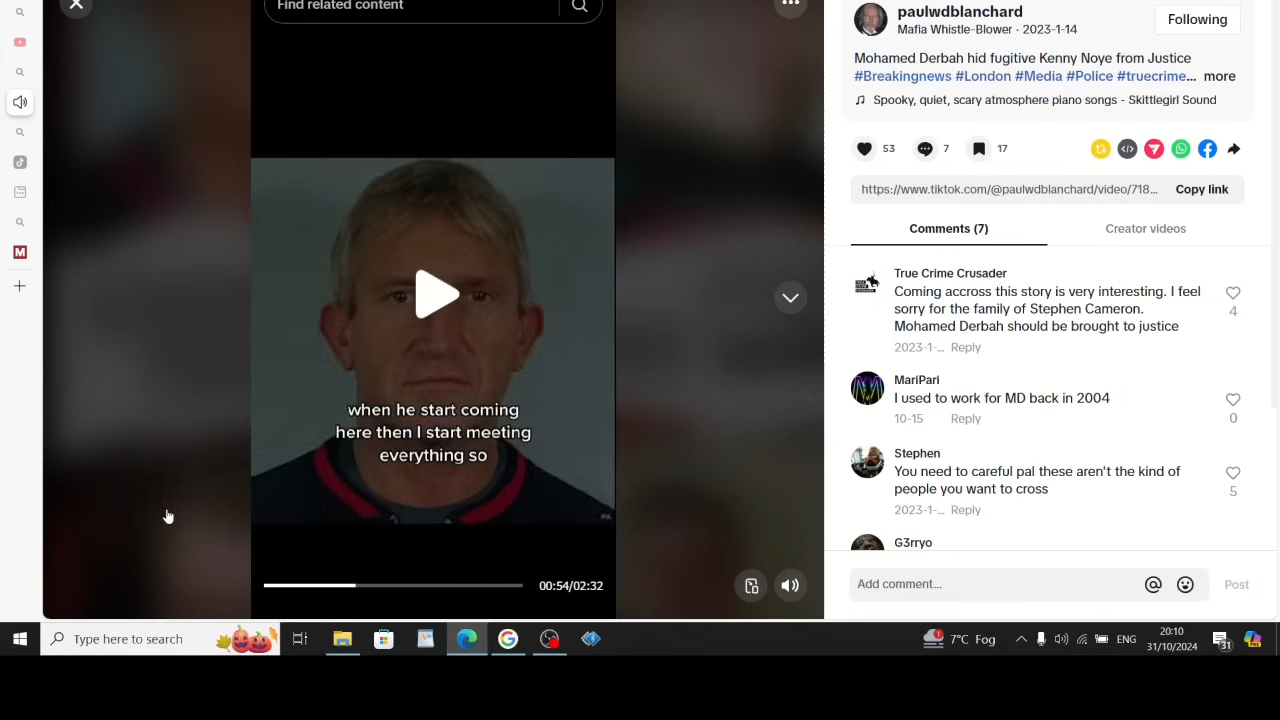 Find related content
when he start coming
here then I start meeting
everything so
PA
00:54/02:32
paulwdblanchard
Mafia Whistle-Blower · 2023-1-14
Following
Mohamed Derbah hid fugitive Kenny Noye from Justice
#Breakingnews #London #Media #Police #truecrime... more
Spooky, quiet, scary atmosphere piano songs - Skittlegirl Sound
53
7
17
https://www.tiktok.com/@paulwdblanchard/video/718...
Copy link
Comments (7)
Creator videos
True Crime Crusader
Coming accross this story is very interesting. I feel
sorry for the family of Stephen Cameron.
Mohamed Derbah should be brought to justice
4
2023-1-... Reply
MariPari
I used to work for MD back in 2004
0
10-15 Reply
Stephen
You need to careful pal these aren't the kind of
people you want to cross
5
2023-1-... Reply
G3rryo
Add comment...
Post
Type here to search
7°C Fog
ENG
20:10
31/10/2024
31